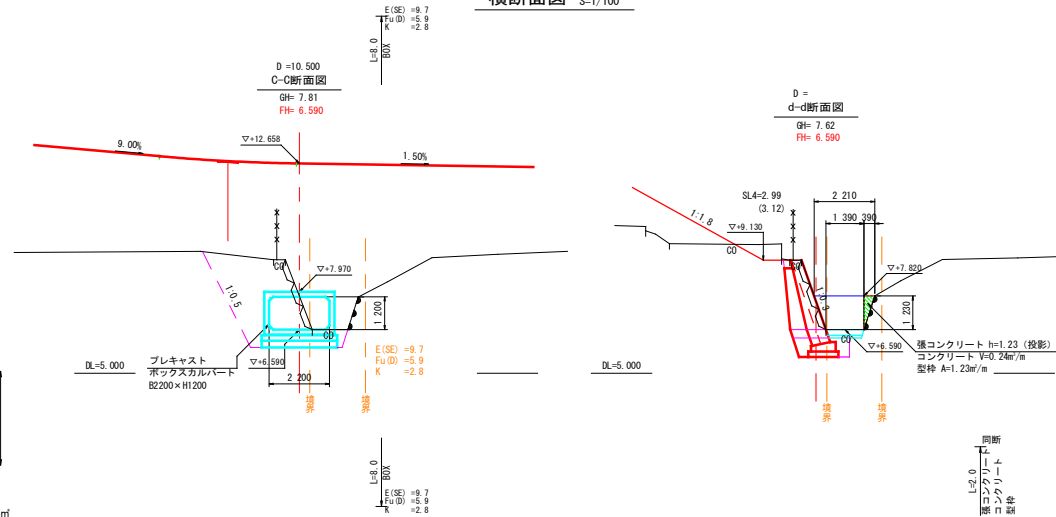 横断面図 S=1/100
E(SE) =9.7
Fu(D) =5.9
K =2.8
L=8.0
BOX
D =10.500
C-C断面図
GH= 7.81
FH= 6.590
9.00%
▽+12.658
1.50%
CO
▽+7.970
1:0.5
1 200
CO
▽+6.590
プレキャスト
ボックスカルバート
B2200×H1200
2 200
DL=5.000
E(SE) =9.7
Fu(D) =5.9
K =2.8
境界
境界
L=8.0
BOX
E(SE) =9.7
Fu(D) =5.9
K =2.8
㎡
D =
d-d断面図
GH= 7.62
FH= 6.590
SL4=2.99
(3.12)
2 210
1 390
390
1:1.8
▽+9.130
CO
CO
▽+7.820
1:0.3
1 230
CO
▽+6.590
張コンクリート h=1.23 (投影)
コンクリート V=0.24m³/m
型枠 A=1.23m²/m
DL=5.000
境界
境界
同断
L=2.0
張コンクリート
コンクリート
型枠